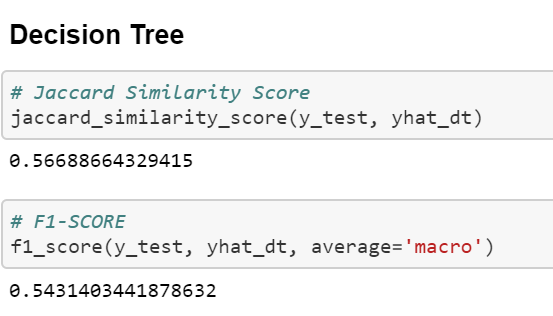 Decision Tree
# Jaccard Similarity Score
jaccard_similarity_score(y_test, yhat_dt)
0.56688664329415
# F1-SCORE
f1_score(y_test, yhat_dt, average='macro')
0.5431403441878632